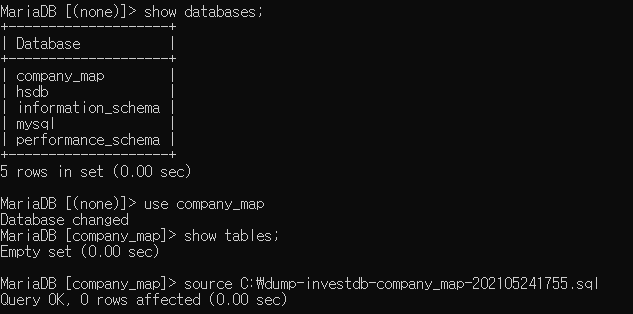 MariaDB [(none)]> show databases;
+--------------------+
| Database           |
+--------------------+
| company_map        |
| hsdb               |
| information_schema |
| mysql              |
| performance_schema |
+--------------------+
5 rows in set (0.00 sec)
MariaDB [(none)]> use company_map
Database changed
MariaDB [company_map]> show tables;
Empty set (0.00 sec)
MariaDB [company_map]> source C:₩dump-investdb-company_map-202105241755.sql
Query OK, 0 rows affected (0.00 sec)